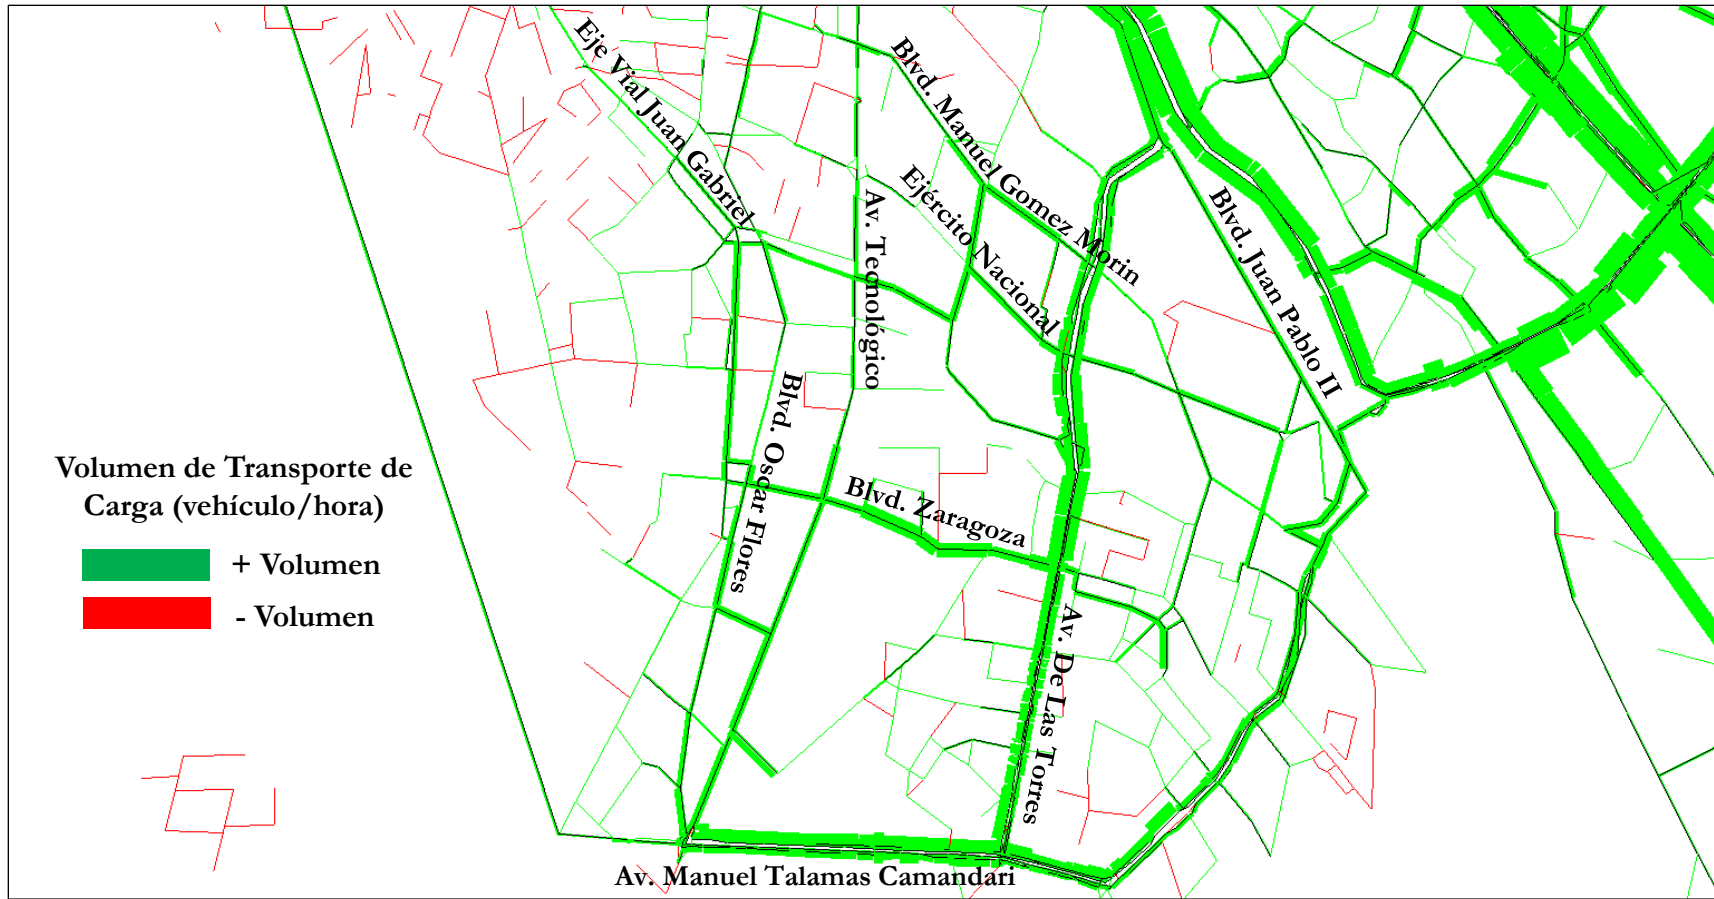 Eje Vial Juan Gabriel
Blvd. Manuel Gomez Morin
Ejército Nacional
Av. Tecnológico
Blvd. Juan Pablo II
Blvd. Oscar Flores
Blvd. Zaragoza
Av. De Las Torres
Av. Manuel Talamas Camandari
Volumen de Transporte de
Carga (vehículo/hora)
+ Volumen
- Volumen